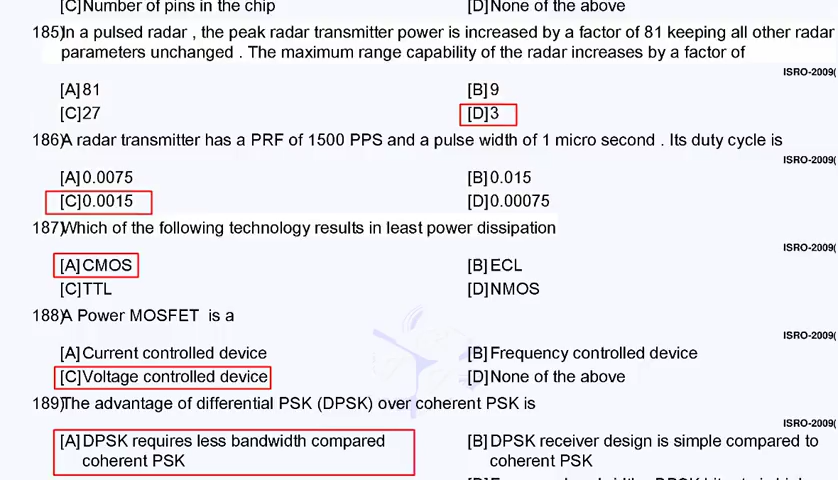 [C]Number of pins in the chip
[D]None of the above
185)In a pulsed radar , the peak radar transmitter power is increased by a factor of 81 keeping all other radar
parameters unchanged . The maximum range capability of the radar increases by a factor of
ISRO-2009(
[A]81
[B]9
[C]27
[D]3
186)A radar transmitter has a PRF of 1500 PPS and a pulse width of 1 micro second . Its duty cycle is
ISRO-2009(
[A]0.0075
[B]0.015
[C]0.0015
[D]0.00075
187)Which of the following technology results in least power dissipation
ISRO-2009(
[A]CMOS
[B]ECL
[C]TTL
[D]NMOS
188)A Power MOSFET is a
ISRO-2009(
[A]Current controlled device
[B]Frequency controlled device
[C]Voltage controlled device
[D]None of the above
189)The advantage of differential PSK (DPSK) over coherent PSK is
ISRO-2009(
[A]DPSK requires less bandwidth compared
coherent PSK
[B]DPSK receiver design is simple compared to
coherent PSK